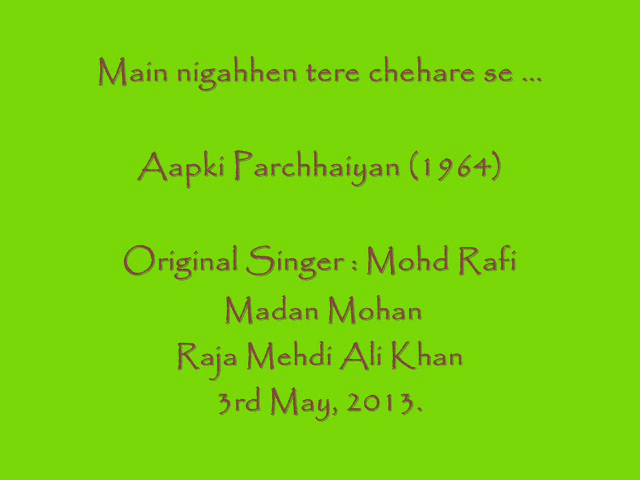 Main nigahhen tere chehare se ...
Aapki Parchhaiyan (1964)
Original Singer : Mohd Rafi
Madan Mohan
Raja Mehdi Ali Khan
3rd May, 2013.